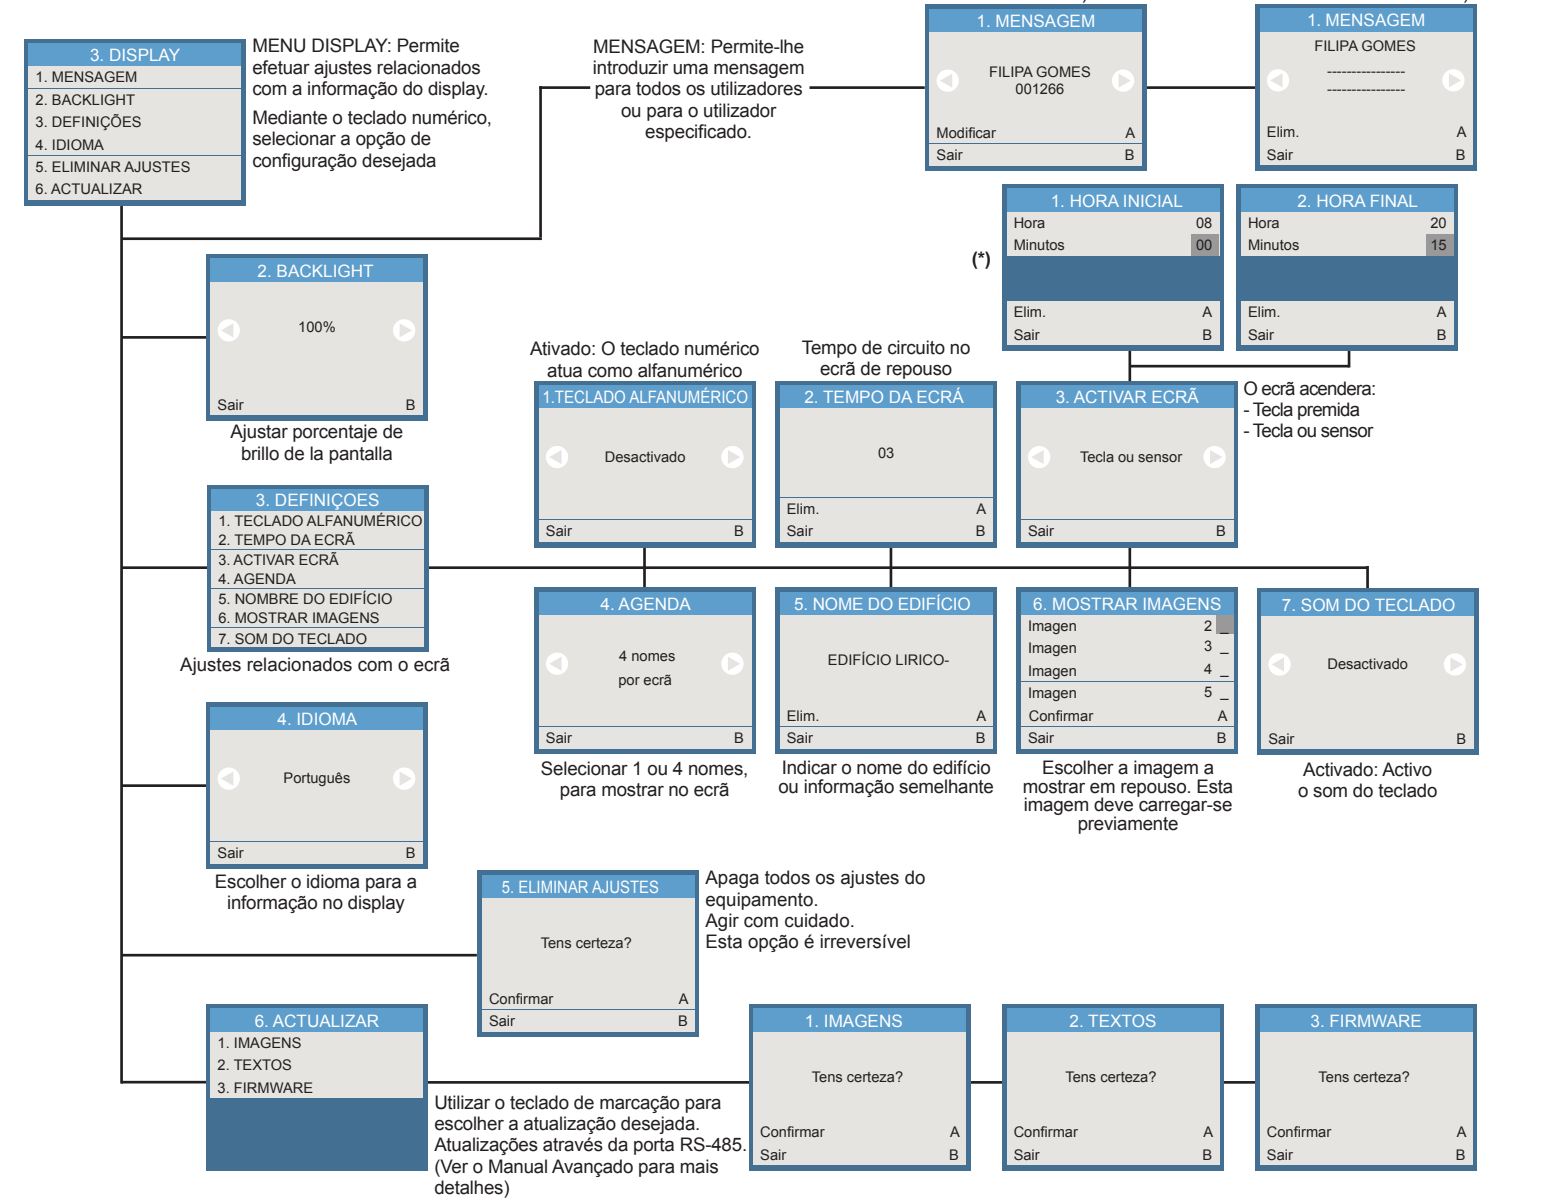 3. DISPLAY
1. MENSAGEM
2. BACKLIGHT
3. DEFINIÇÕES
4. IDIOMA
5. ELIMINAR AJUSTES
6. ACTUALIZAR
MENU DISPLAY: Permite
efetuar ajustes relacionados
com a informação do display.
Mediante o teclado numérico,
selecionar a opção de
configuração desejada
MENSAGEM: Permite-lhe
introduzir uma mensagem
para todos os utilizadores
ou para o utilizador
especificado.
1. MENSAGEM
FILIPA GOMES
001266
Modificar A
Sair B
1. MENSAGEM
FILIPA GOMES
----------------
----------------
Elim. A
Sair B
(*)
1. HORA INICIAL
Hora 08
Minutos 00
Elim. A
Sair B
2. HORA FINAL
Hora 20
Minutos 15
Elim. A
Sair B
2. BACKLIGHT
100%
Sair B
Ajustar porcentaje de
brillo de la pantalla
Ativado: O teclado numérico
atua como alfanumérico
1.TECLADO ALFANUMÉRICO
Desactivado
Sair B
Tempo de circuito no
ecrã de repouso
2. TEMPO DA ECRÁ
03
Elim. A
Sair B
3. ACTIVAR ECRÃ
Tecla ou sensor
Sair B
O ecrã acendera:
- Tecla premida
- Tecla ou sensor
3. DEFINIÇOES
1. TECLADO ALFANUMÉRICO
2. TEMPO DA ECRÃ
3. ACTIVAR ECRÃ
4. AGENDA
5. NOMBRE DO EDIFÍCIO
6. MOSTRAR IMAGENS
7. SOM DO TECLADO
Ajustes relacionados com o ecrã
4. AGENDA
4 nomes
por ecrã
Sair B
Selecionar 1 ou 4 nomes,
para mostrar no ecrã
5. NOME DO EDIFÍCIO
EDIFÍCIO LIRICO-
Elim. A
Sair B
Indicar o nome do edifício
ou informação semelhante
6. MOSTRAR IMAGENS
Imagen 2 _
Imagen 3 _
Imagen 4 _
Imagen 5 _
Confirmar A
Sair B
Escolher a imagem a
mostrar em repouso. Esta
imagem deve carregar-se
previamente
7. SOM DO TECLADO
Desactivado
Sair B
Activado: Activo
o som do teclado
4. IDIOMA
Português
Sair B
Escolher o idioma para a
informação no display
5. ELIMINAR AJUSTES
Tens certeza?
Confirmar A
Sair B
Apaga todos os ajustes do
equipamento.
Agir com cuidado.
Esta opção é irreversível
6. ACTUALIZAR
1. IMAGENS
2. TEXTOS
3. FIRMWARE
Utilizar o teclado de marcação para
escolher a atualização desejada.
Atualizações através da porta RS-485.
(Ver o Manual Avançado para mais
detalhes)
1. IMAGENS
Tens certeza?
Confirmar A
Sair B
2. TEXTOS
Tens certeza?
Confirmar A
Sair B
3. FIRMWARE
Tens certeza?
Confirmar A
Sair B